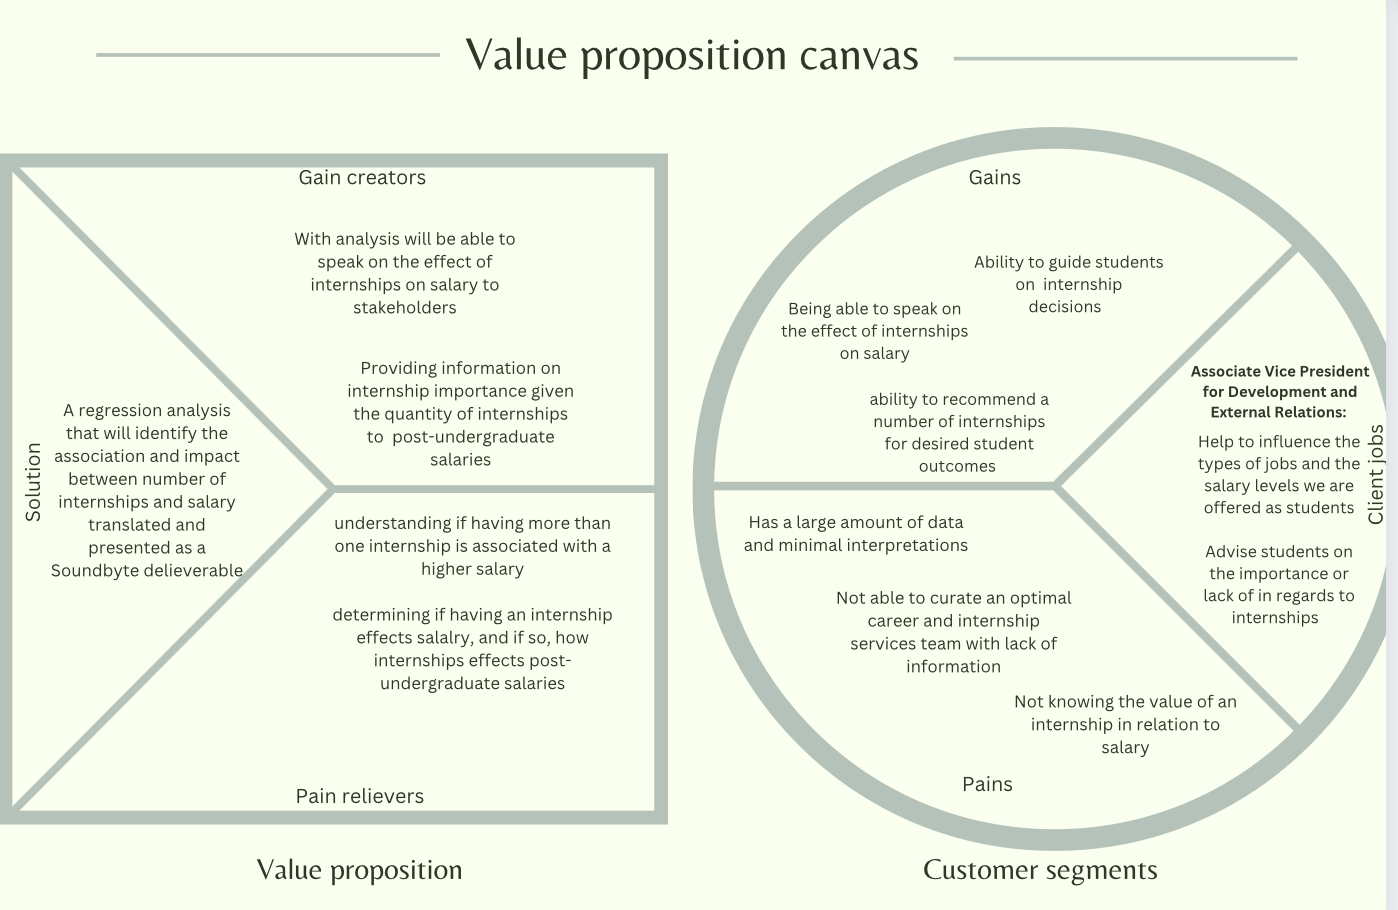 Value proposition canvas
Gain creators
With analysis will be able to
speak on the effect of
internships on salary to
stakeholders
Providing information on
internship importance given
the quantity of internships
to post-undergraduate
salaries
Solution
A regression analysis
that will identify the
association and impact
between number of
internships and salary
translated and
presented as a
Soundbyte delieverable
understanding if having more than
one internship is associated with a
higher salary
determining if having an internship
effects salalry, and if so, how
internships effects post-
undergraduate salaries
Pain relievers
Value proposition
Gains
Ability to guide students
on internship
decisions
Being able to speak on
the effect of internships
on salary
ability to recommend a
number of internships
for desired student
outcomes
Associate Vice President
for Development and
External Relations:
Help to influence the
types of jobs and the
salary levels we are
offered as students
Advise students on
the importance or
lack of in regards to
internships
Client jobs
Has a large amount of data
and minimal interpretations
Not able to curate an optimal
career and internship
services team with lack of
information
Not knowing the value of an
internship in relation to
salary
Pains
Customer segments